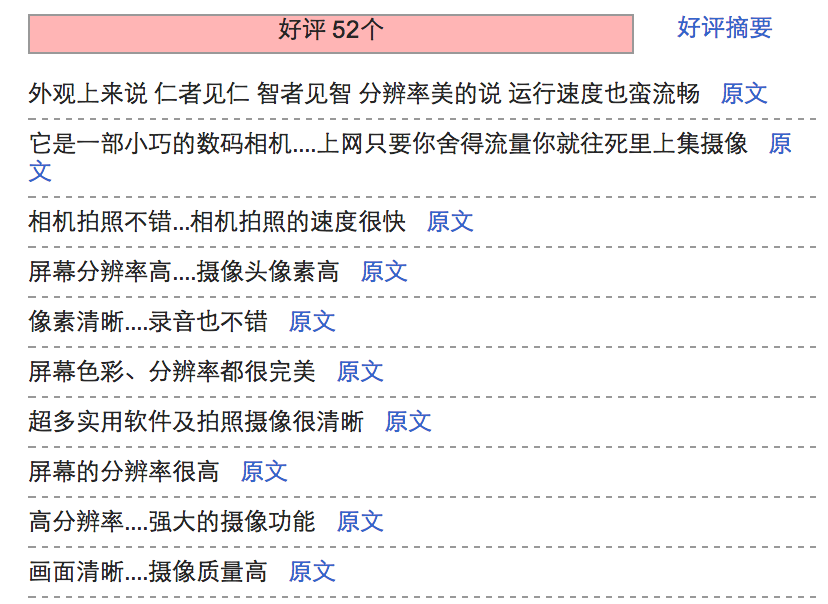 好评 52个 好评摘要
外观上来说 仁者见仁 智者见智 分辨率美的说 运行速度也蛮流畅 原文
它是一部小巧的数码相机....上网只要你舍得流量你就往死里上集摄像 原
文
相机拍照不错...相机拍照的速度很快 原文
屏幕分辨率高....摄像头像素高 原文
像素清晰....录音也不错 原文
屏幕色彩、分辨率都很完美 原文
超多实用软件及拍照摄像很清晰 原文
屏幕的分辨率很高 原文
高分辨率....强大的摄像功能 原文
画面清晰....摄像质量高 原文